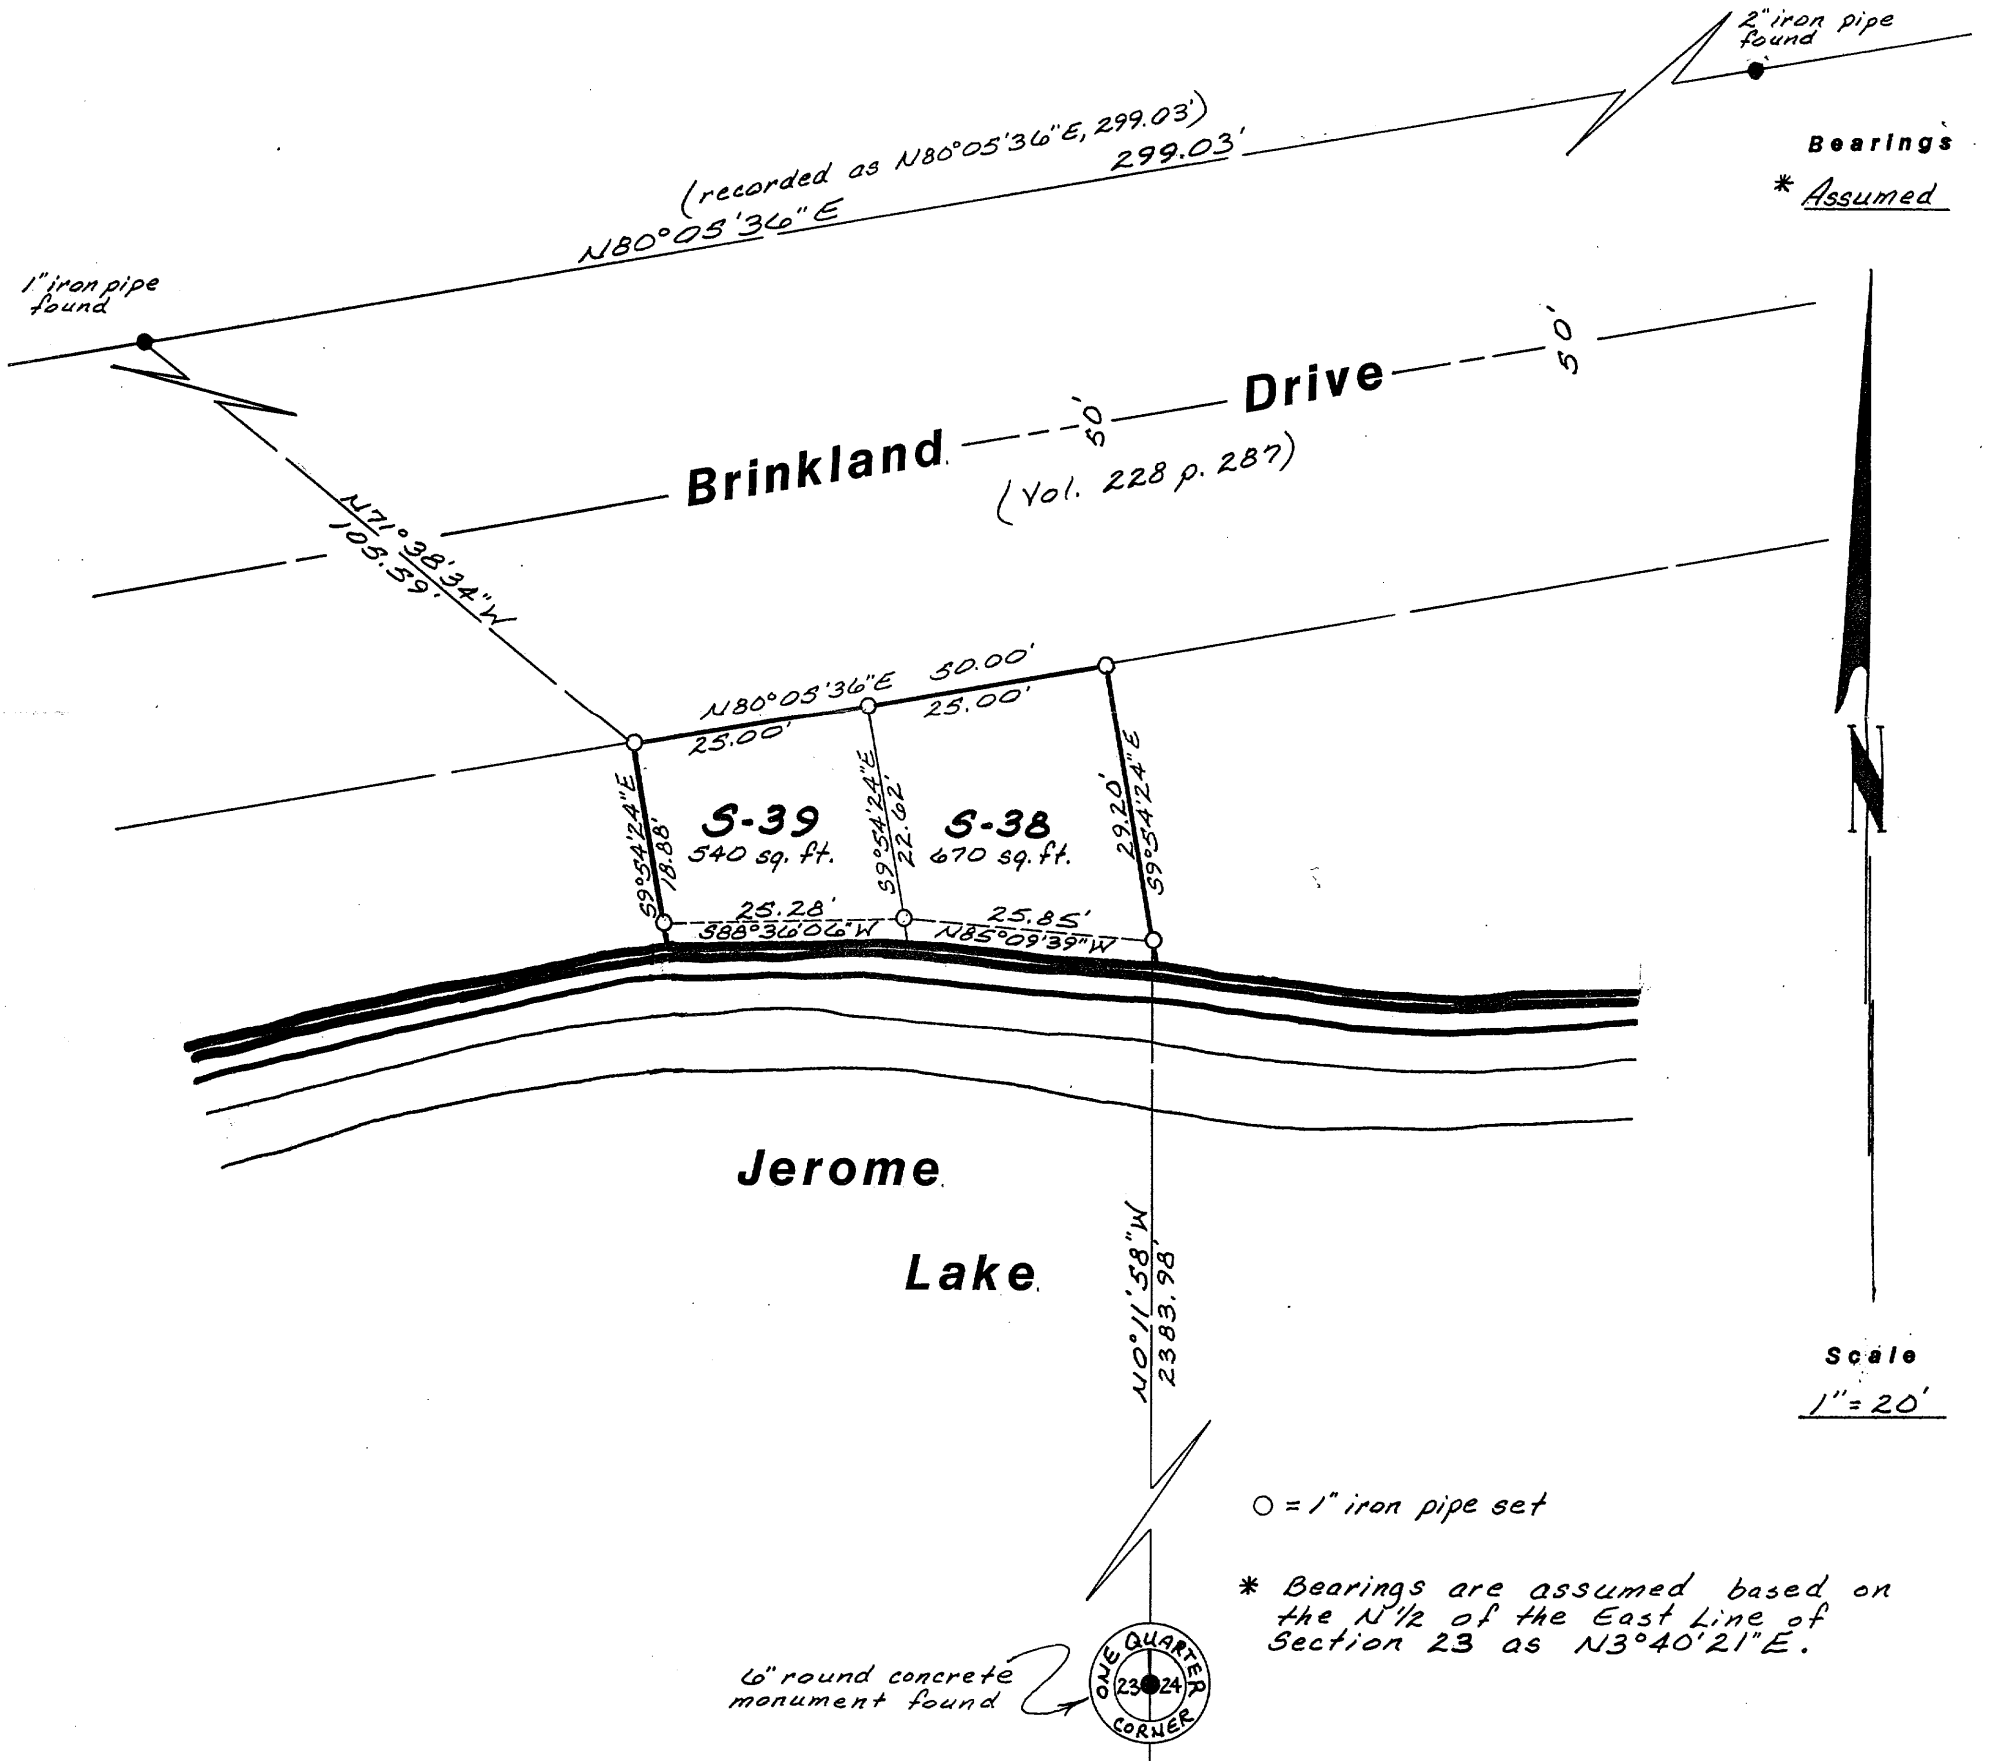 2" iron pipe
found
Bearings
* Assumed
(recorded as N80°05'36"E, 299.03')
299.03'
N80°05'36"E
1" iron pipe
found
50'
Brinkland Drive
50'
(Vol. 228 p. 287)
N71°38'34"W
105.59'
N80°05'36"E 50.00'
25.00'
25.00'
S9°54'24"E
18.88'
S-39
540 sq. ft.
S9°54'24"E
22.62'
S-38
670 sq. ft.
29.20'
S9°54'24"E
25.28'
S88°36'06"W
25.85'
N85°09'39"W
N
Jerome
Lake
N0°11'58"W
2383.98'
Scale
1" = 20'
O = 1" iron pipe set
* Bearings are assumed based on
the N 1/2 of the East Line of
Section 23 as N3°40'21"E.
6" round concrete
monument found
ONE QUARTER
23 24
CORNER